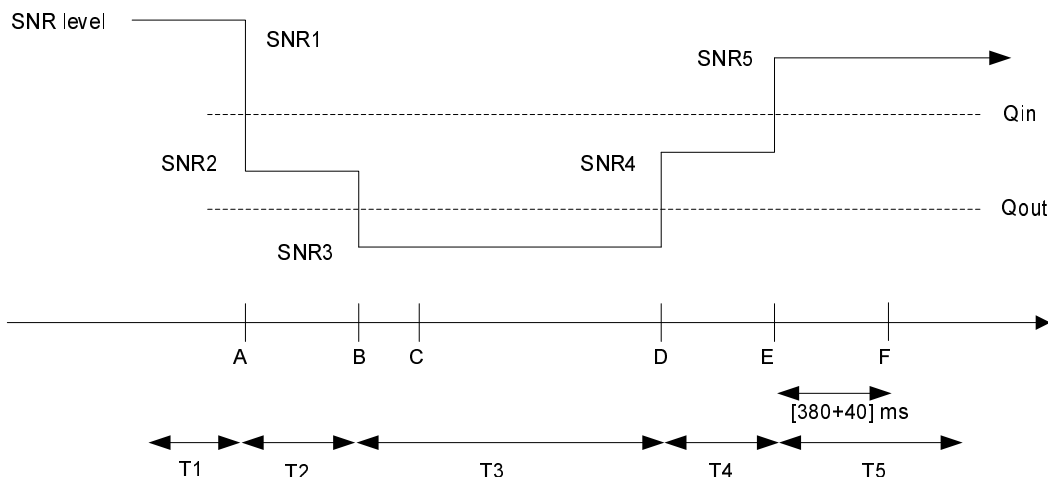 SNR level
SNR1
SNR5
Qin
SNR2
SNR4
Qout
SNR3
A B C D E F
[380+40] ms
T1 T2 T3 T4 T5